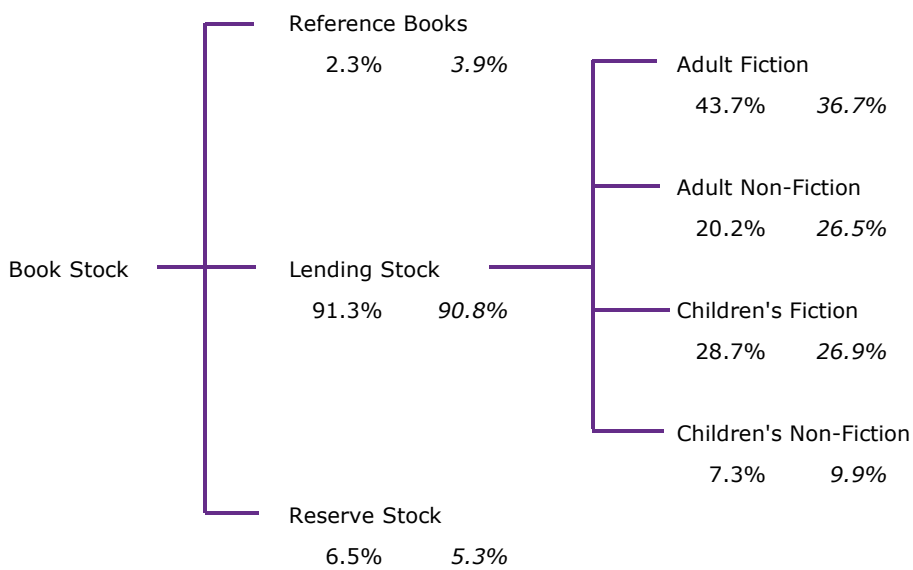 Reference Books
2.3% 3.9%
Adult Fiction
43.7% 36.7%
Adult Non-Fiction
20.2% 26.5%
Book Stock
Lending Stock
91.3% 90.8%
Children's Fiction
28.7% 26.9%
Children's Non-Fiction
7.3% 9.9%
Reserve Stock
6.5% 5.3%